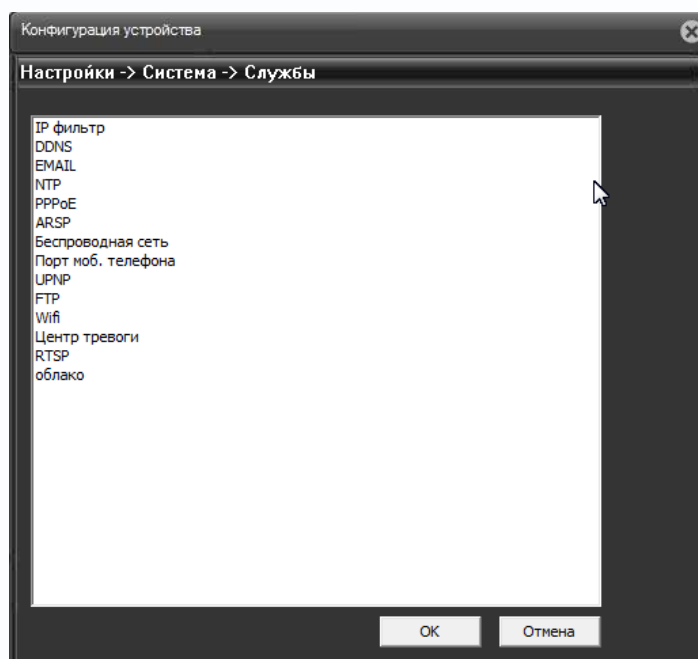 Конфигурация устройства
Настройки -> Система -> Службы
IP фильтр
DDNS
EMAIL
NTP
PPPoE
ARSP
Беспроводная сеть
Порт моб. телефона
UPNP
FTP
Wifi
Центр тревоги
RTSP
облако
OK
Отмена